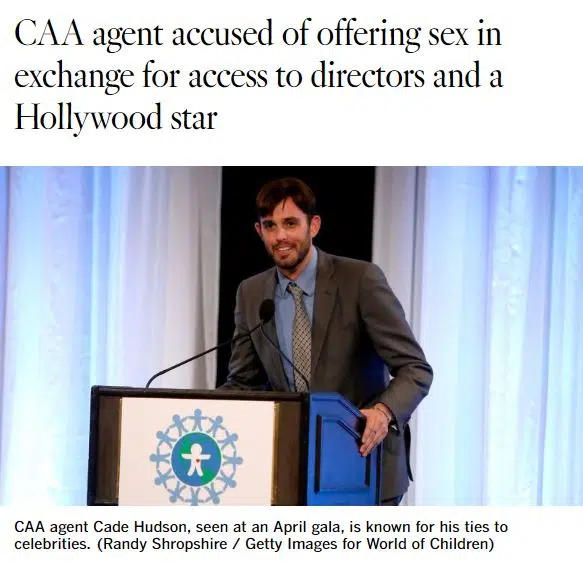 CAA agent accused of offering sex in
exchange for access to directors and a
Hollywood star
CAA agent Cade Hudson, seen at an April gala, is known for his ties to
celebrities. (Randy Shropshire / Getty Images for World of Children)